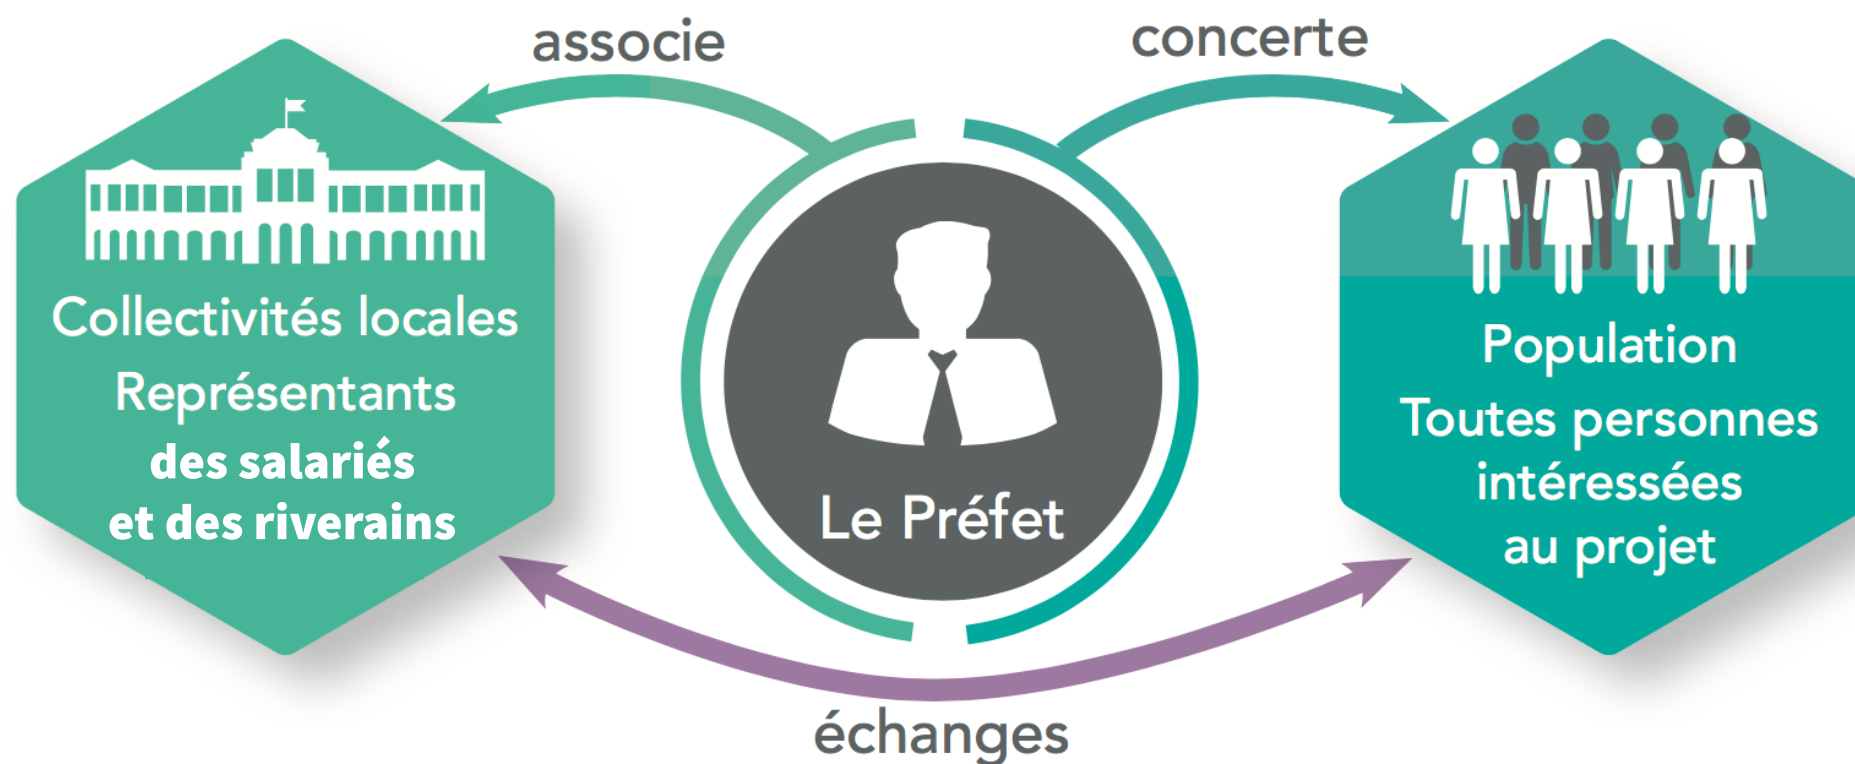 associe
concerte
Collectivités locales
Représentants
des salariés
et des riverains
Le Préfet
Population
Toutes personnes
intéressées
au projet
échanges